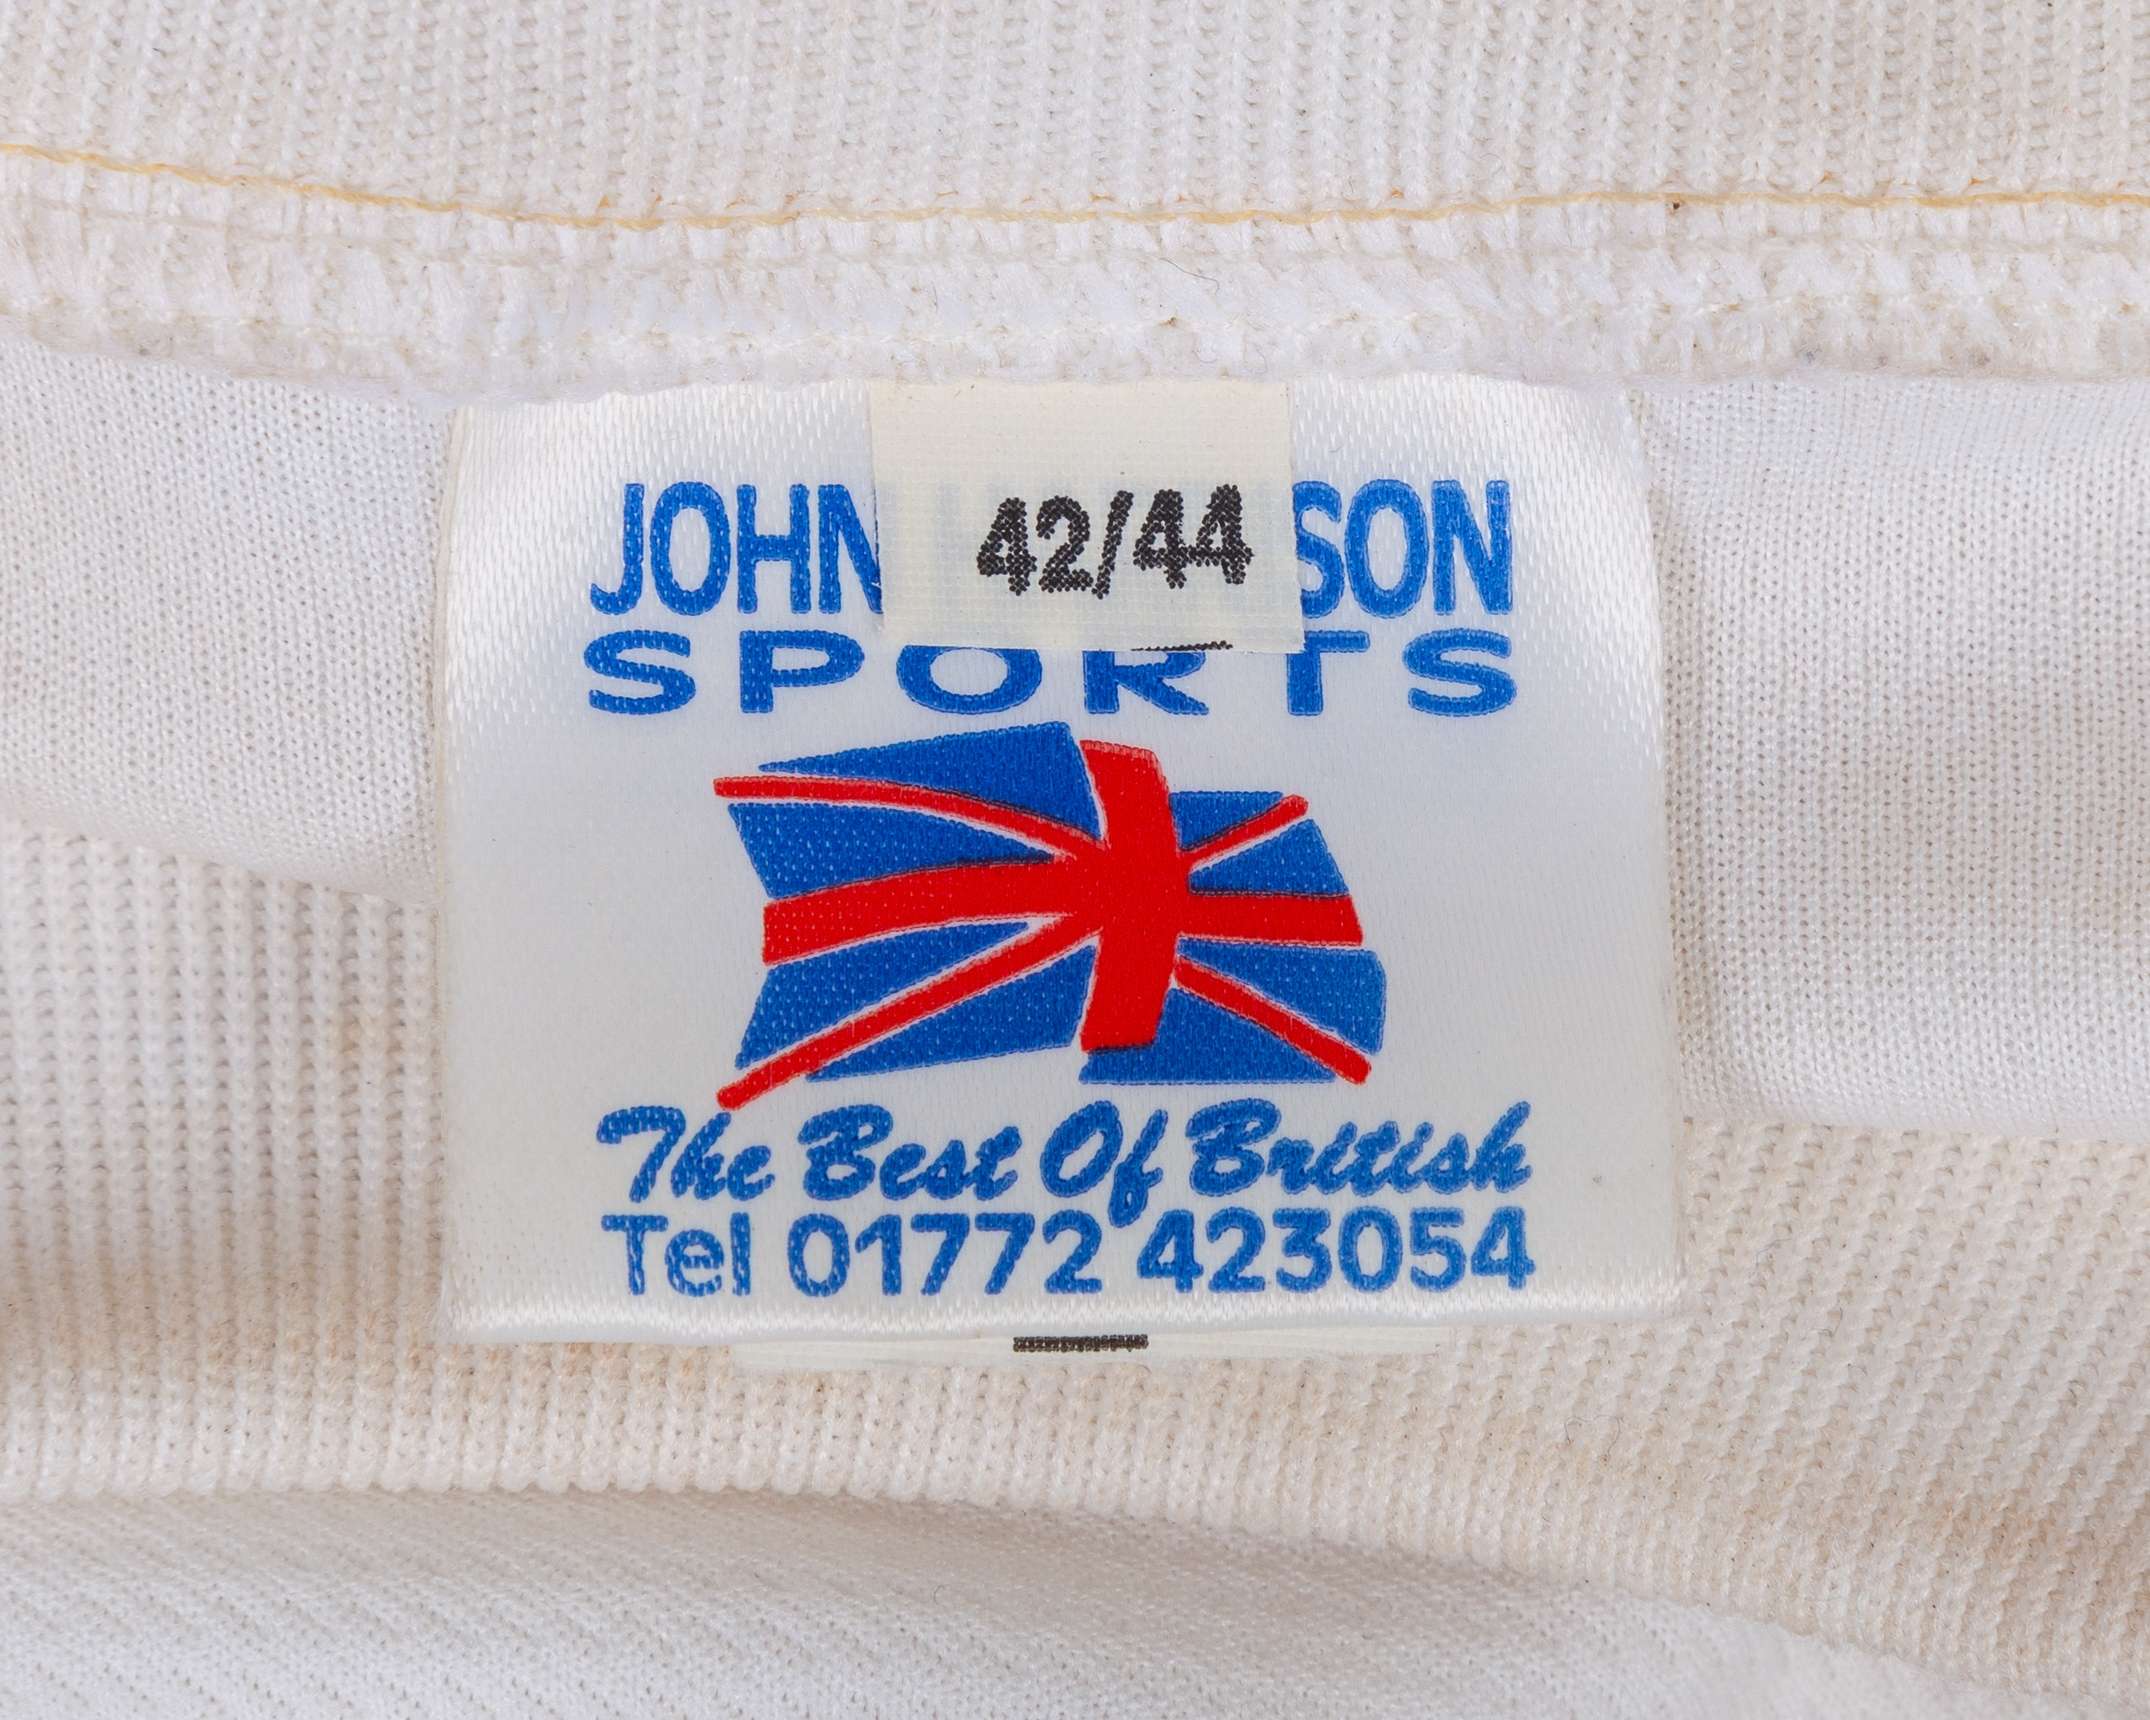 42/44
JOHN SON
SPORTS
The Best Of British
Tel 01772 423054